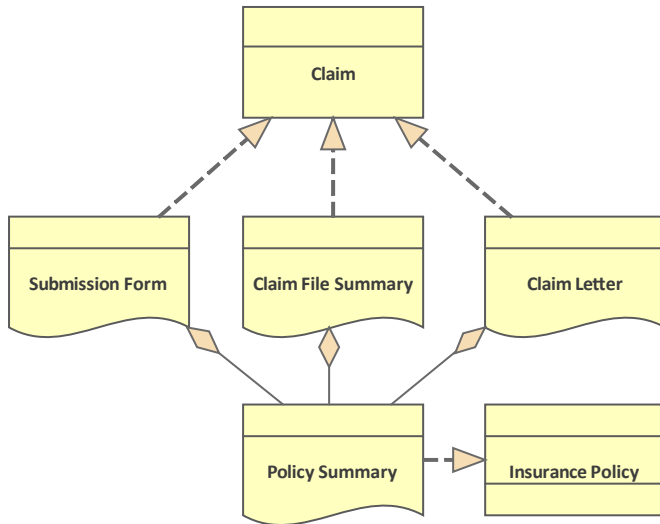 Claim
Submission Form
Claim File Summary
Claim Letter
Policy Summary
Insurance Policy